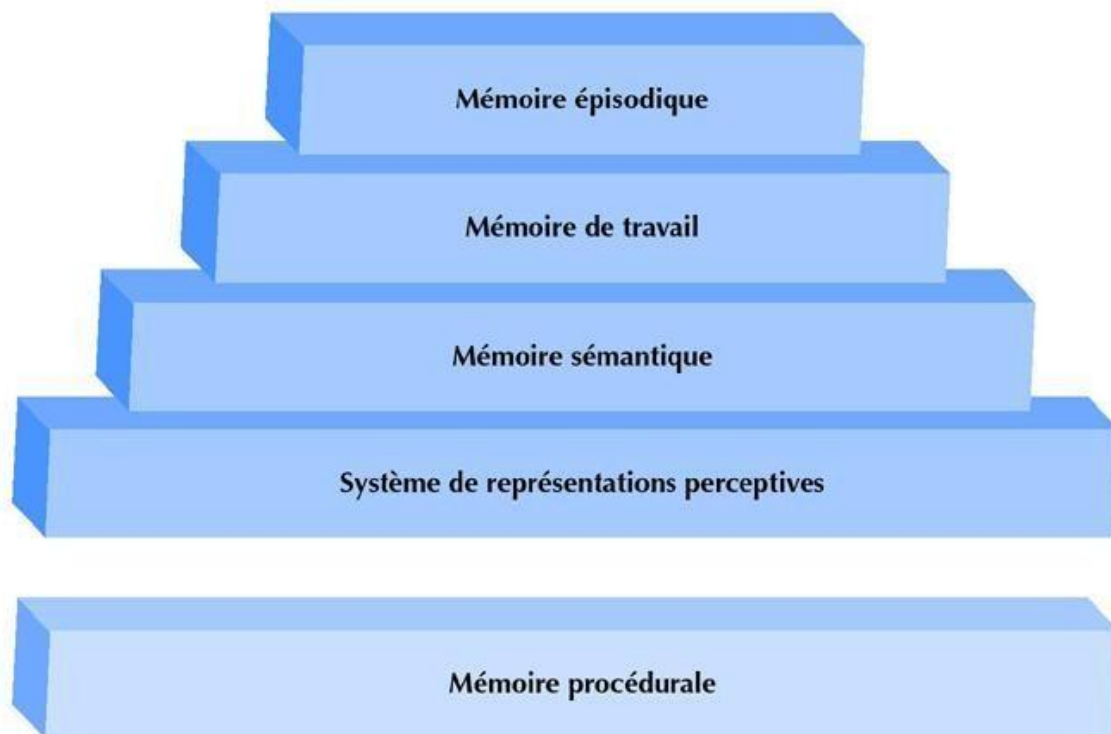 Mémoire épisodique
Mémoire de travail
Mémoire sémantique
Système de représentations perceptives
Mémoire procédurale